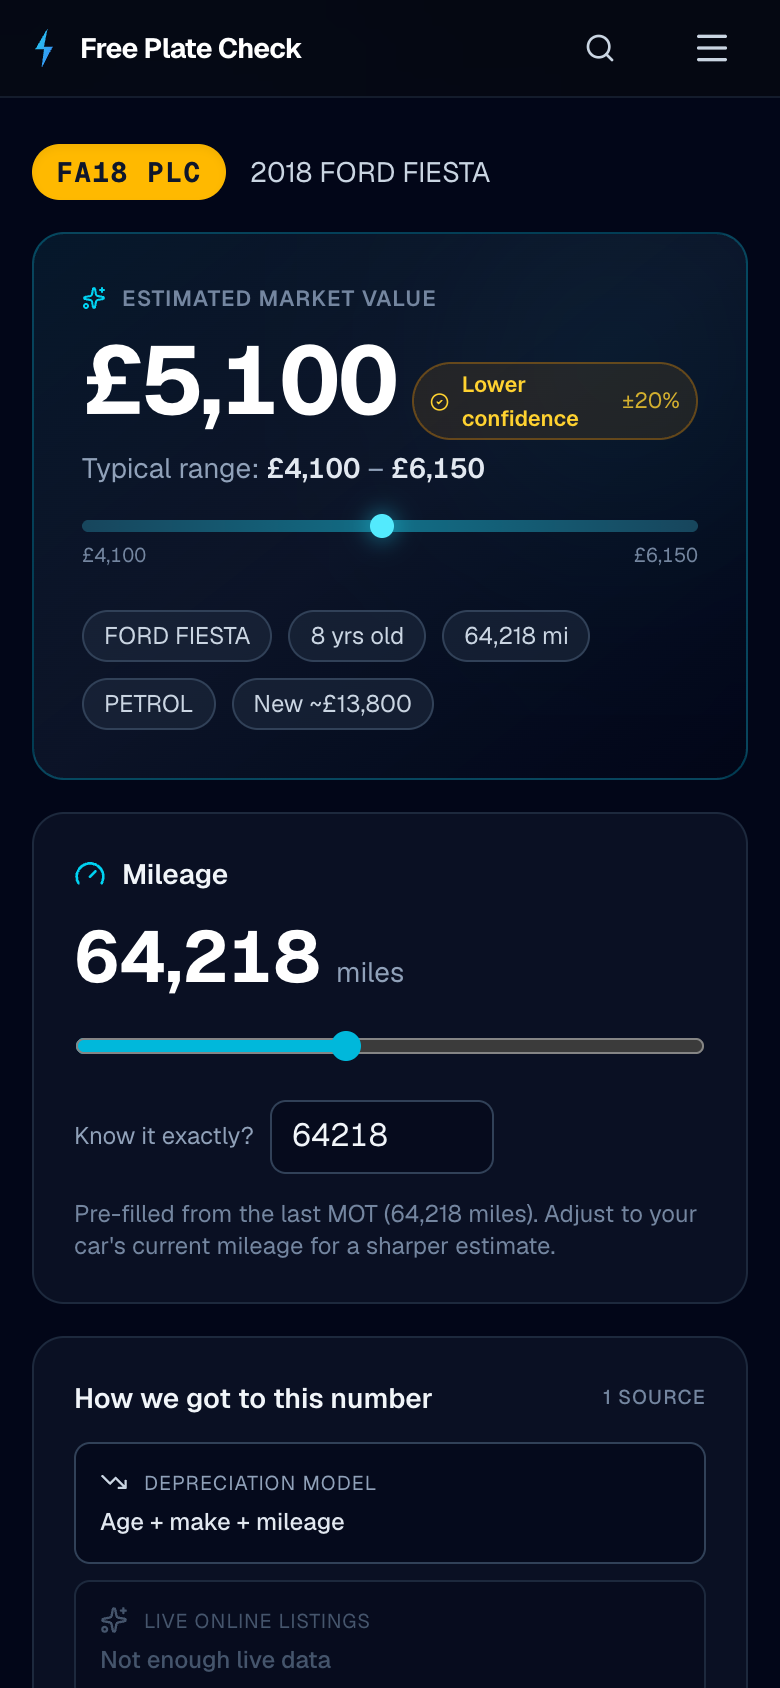 Free Plate Check
FA18 PLC 2018 FORD FIESTA
ESTIMATED MARKET VALUE
£5,100
Lower confidence ±20%
Typical range: £4,100 – £6,150
£4,100 £6,150
FORD FIESTA 8 yrs old 64,218 mi
PETROL New ~£13,800
Mileage
64,218 miles
Know it exactly? 64218
Pre-filled from the last MOT (64,218 miles). Adjust to your
car's current mileage for a sharper estimate.
How we got to this number 1 SOURCE
DEPRECIATION MODEL
Age + make + mileage
LIVE ONLINE LISTINGS
Not enough live data